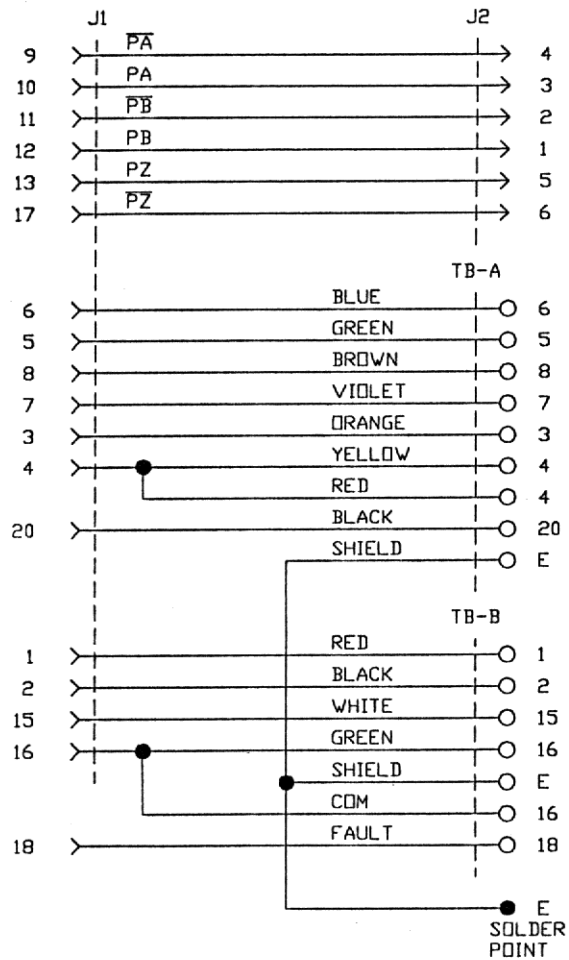 J1 J2
9 P̅A̅ 4
10 PA 3
11 P̅B̅ 2
12 PB 1
13 PZ 5
17 P̅Z̅ 6
TB-A
6 BLUE 6
5 GREEN 5
8 BROWN 8
7 VIOLET 7
3 ORANGE 3
4 YELLOW 4
RED 4
20 BLACK 20
SHIELD E
TB-B
1 RED 1
2 BLACK 2
15 WHITE 15
16 GREEN 16
SHIELD E
COM 16
18 FAULT 18
E
SOLDER
POINT